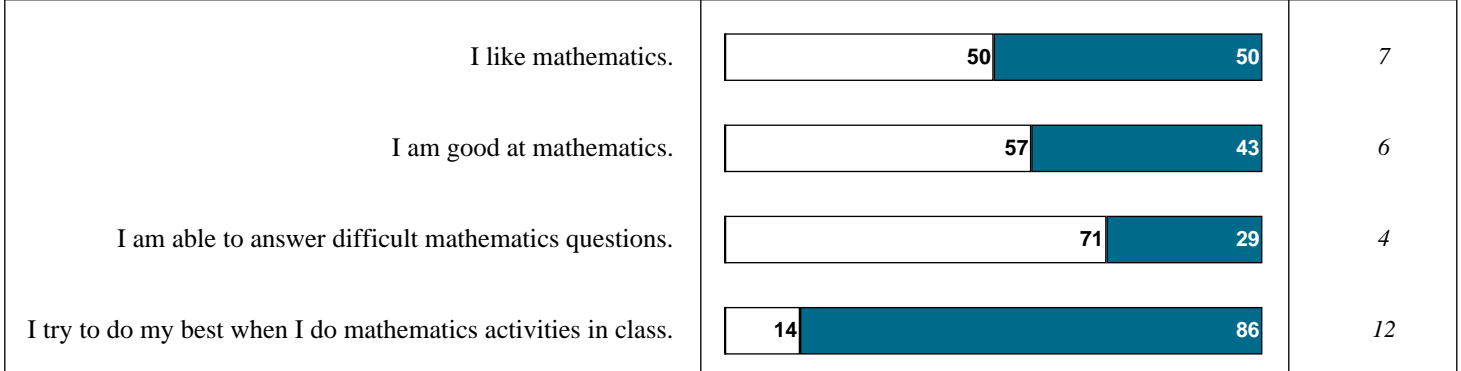 I like mathematics. 50 50 7
I am good at mathematics. 57 43 6
I am able to answer difficult mathematics questions. 71 29 4
I try to do my best when I do mathematics activities in class. 14 86 12